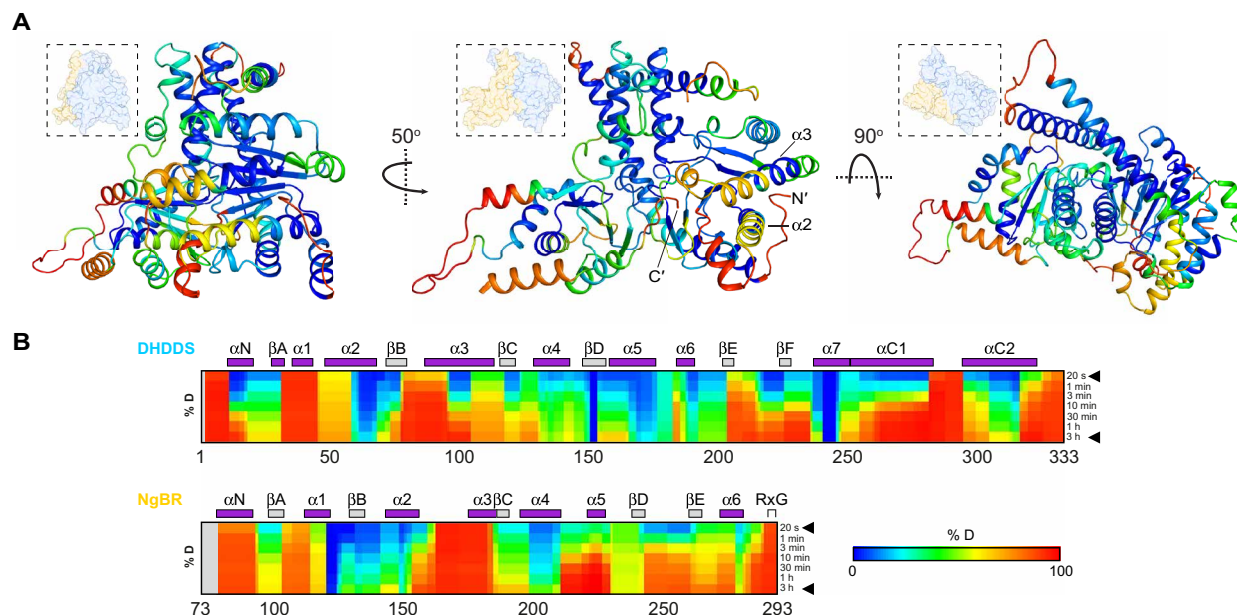 A
50°
α3
N′
α2
C′
90°
B
DHDDS
αN βA α1 α2 βB α3 βC α4 βD α5 α6 βE βF α7 αC1 αC2
% D
20 s
1 min
3 min
10 min
30 min
1 h
3 h
1 50 100 150 200 250 300 333
NgBR
αN βA α1 βB α2 α3 βC α4 α5 βD βE α6 RxG
% D
20 s
1 min
3 min
10 min
30 min
1 h
3 h
73 100 150 200 250 293
% D
0 100